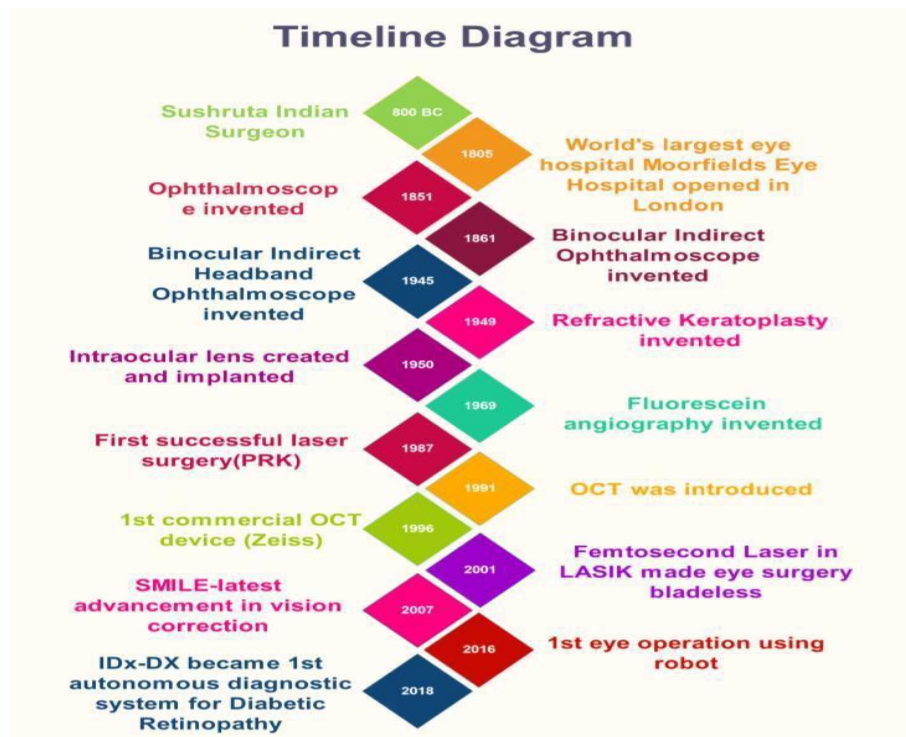 Timeline Diagram
800 BC
Sushruta Indian
Surgeon
1805
World's largest eye
hospital Moorfields Eye
Hospital opened in
London
1851
Ophthalmoscop
e invented
1861
Binocular Indirect
Ophthalmoscope
invented
1945
Binocular Indirect
Headband
Ophthalmoscope
invented
1949
Refractive Keratoplasty
invented
1950
Intraocular lens created
and implanted
1969
Fluorescein
angiography invented
1987
First successful laser
surgery(PRK)
1991
OCT was introduced
1996
1st commercial OCT
device (Zeiss)
2001
Femtosecond Laser in
LASIK made eye surgery
bladeless
2007
SMILE-latest
advancement in vision
correction
2016
1st eye operation using
robot
2018
IDx-DX became 1st
autonomous diagnostic
system for Diabetic
Retinopathy